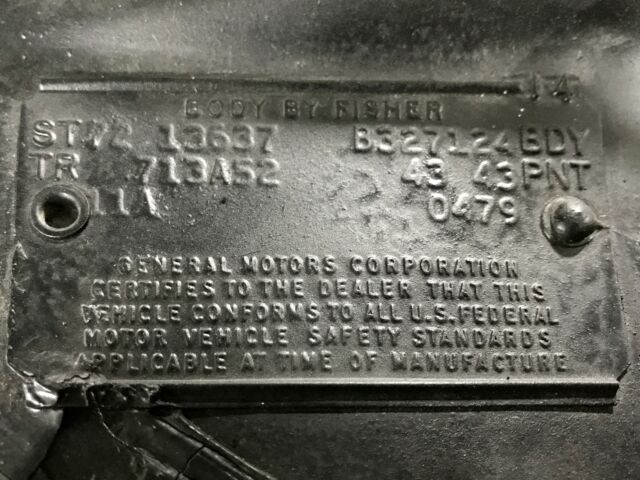 14
BODY BY FISHER
ST 72 13637 B327124 BDY
TR 713A52 43 43 PNT
11A 0479
GENERAL MOTORS CORPORATION
CERTIFIES TO THE DEALER THAT THIS
VEHICLE CONFORMS TO ALL U.S. FEDERAL
MOTOR VEHICLE SAFETY STANDARDS
APPLICABLE AT TIME OF MANUFACTURE